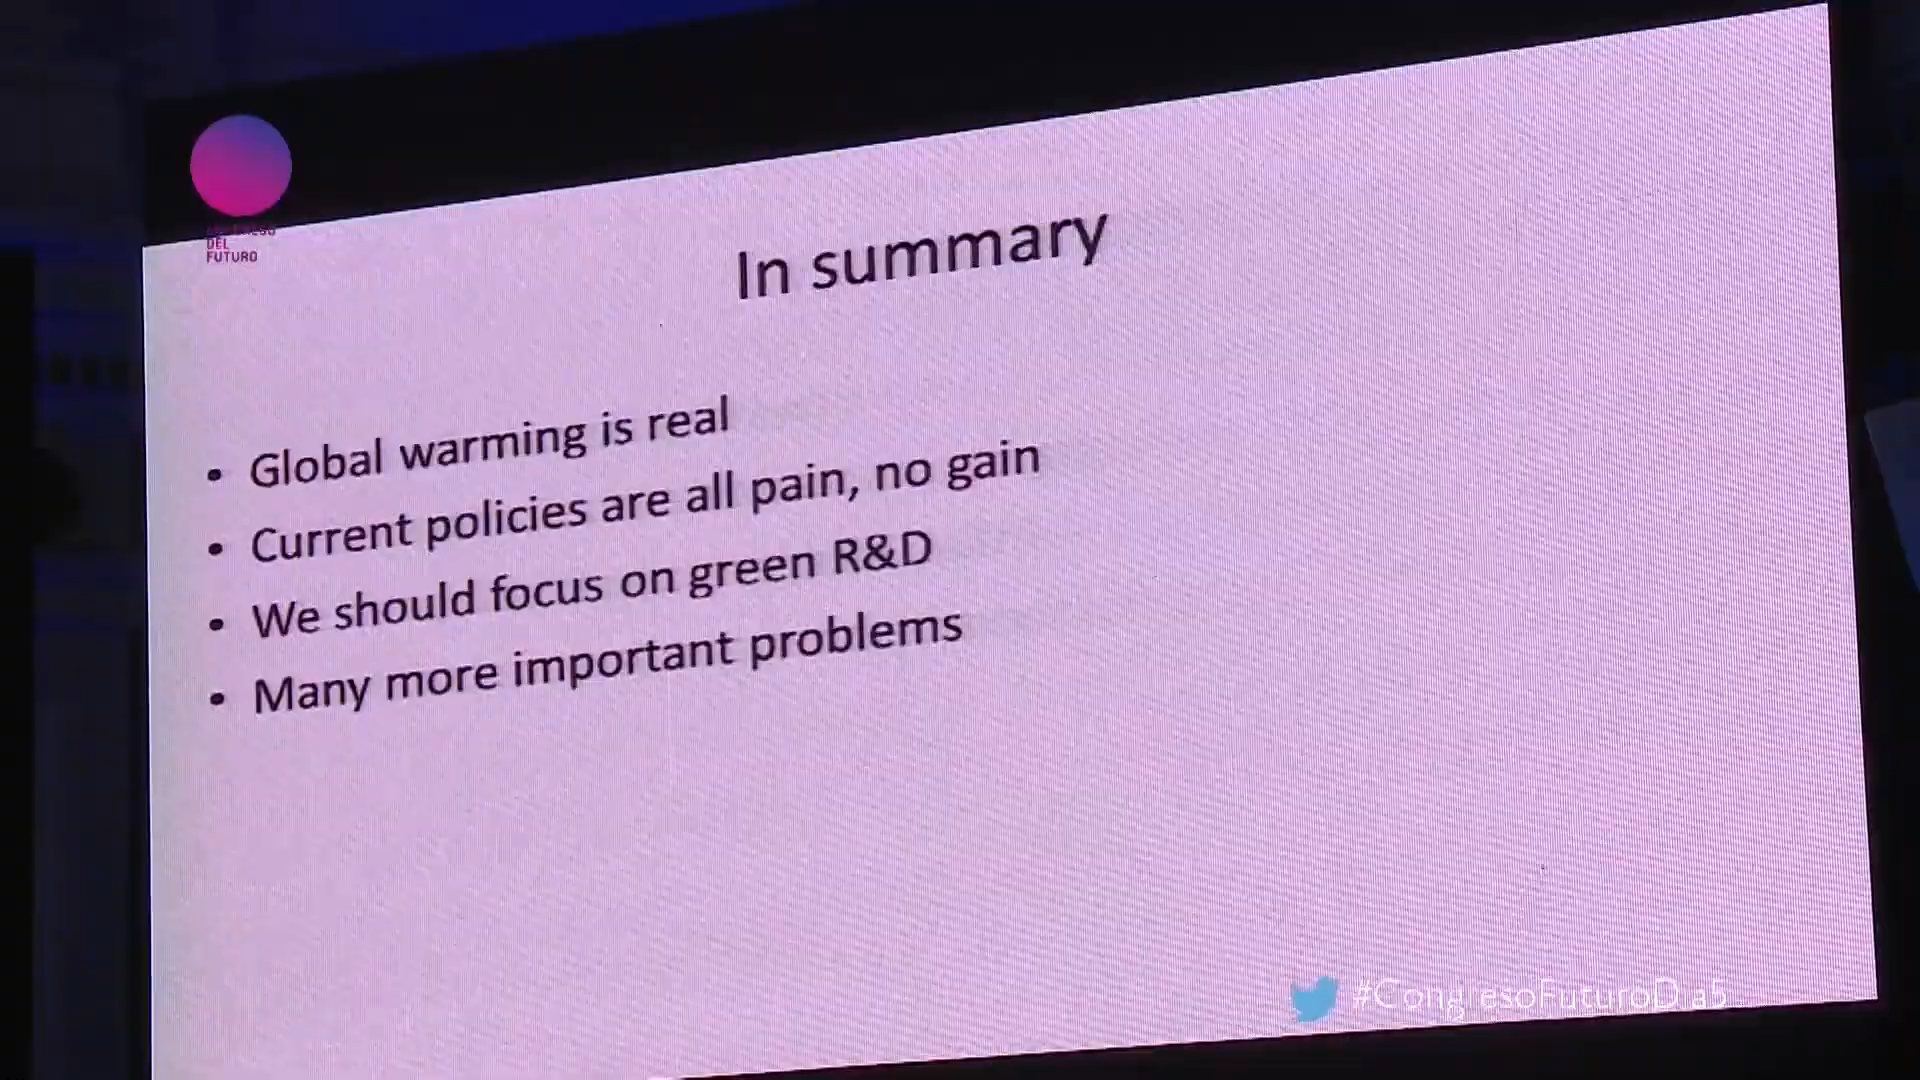 DEL
FUTURO
In summary
• Global warming is real
• Current policies are all pain, no gain
• We should focus on green R&D
• Many more important problems
#CongresoFuturoDía5